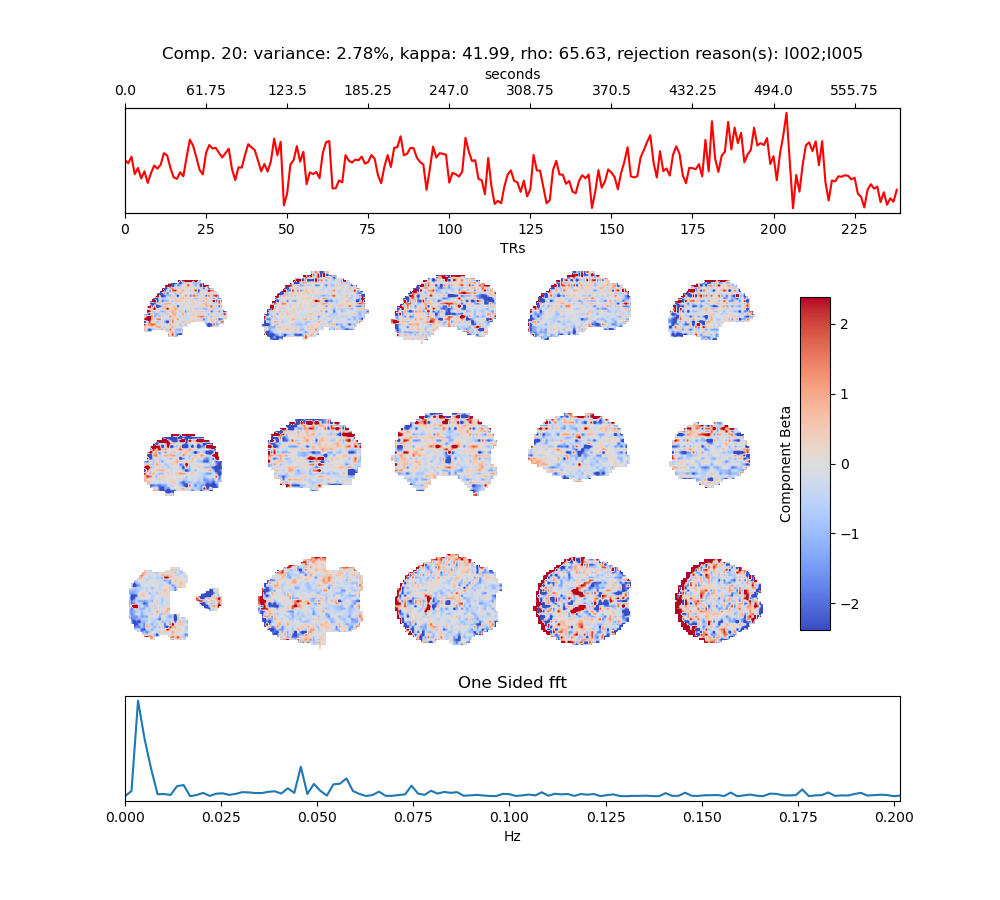 Comp. 20: variance: 2.78%, kappa: 41.99, rho: 65.63, rejection reason(s): I002;I005
seconds
0.0 61.75 123.5 185.25 247.0 308.75 370.5 432.25 494.0 555.75
0 25 50 75 100 125 150 175 200 225
TRs
2
1
0
−1
−2
Component Beta
One Sided fft
0.000 0.025 0.050 0.075 0.100 0.125 0.150 0.175 0.200
Hz